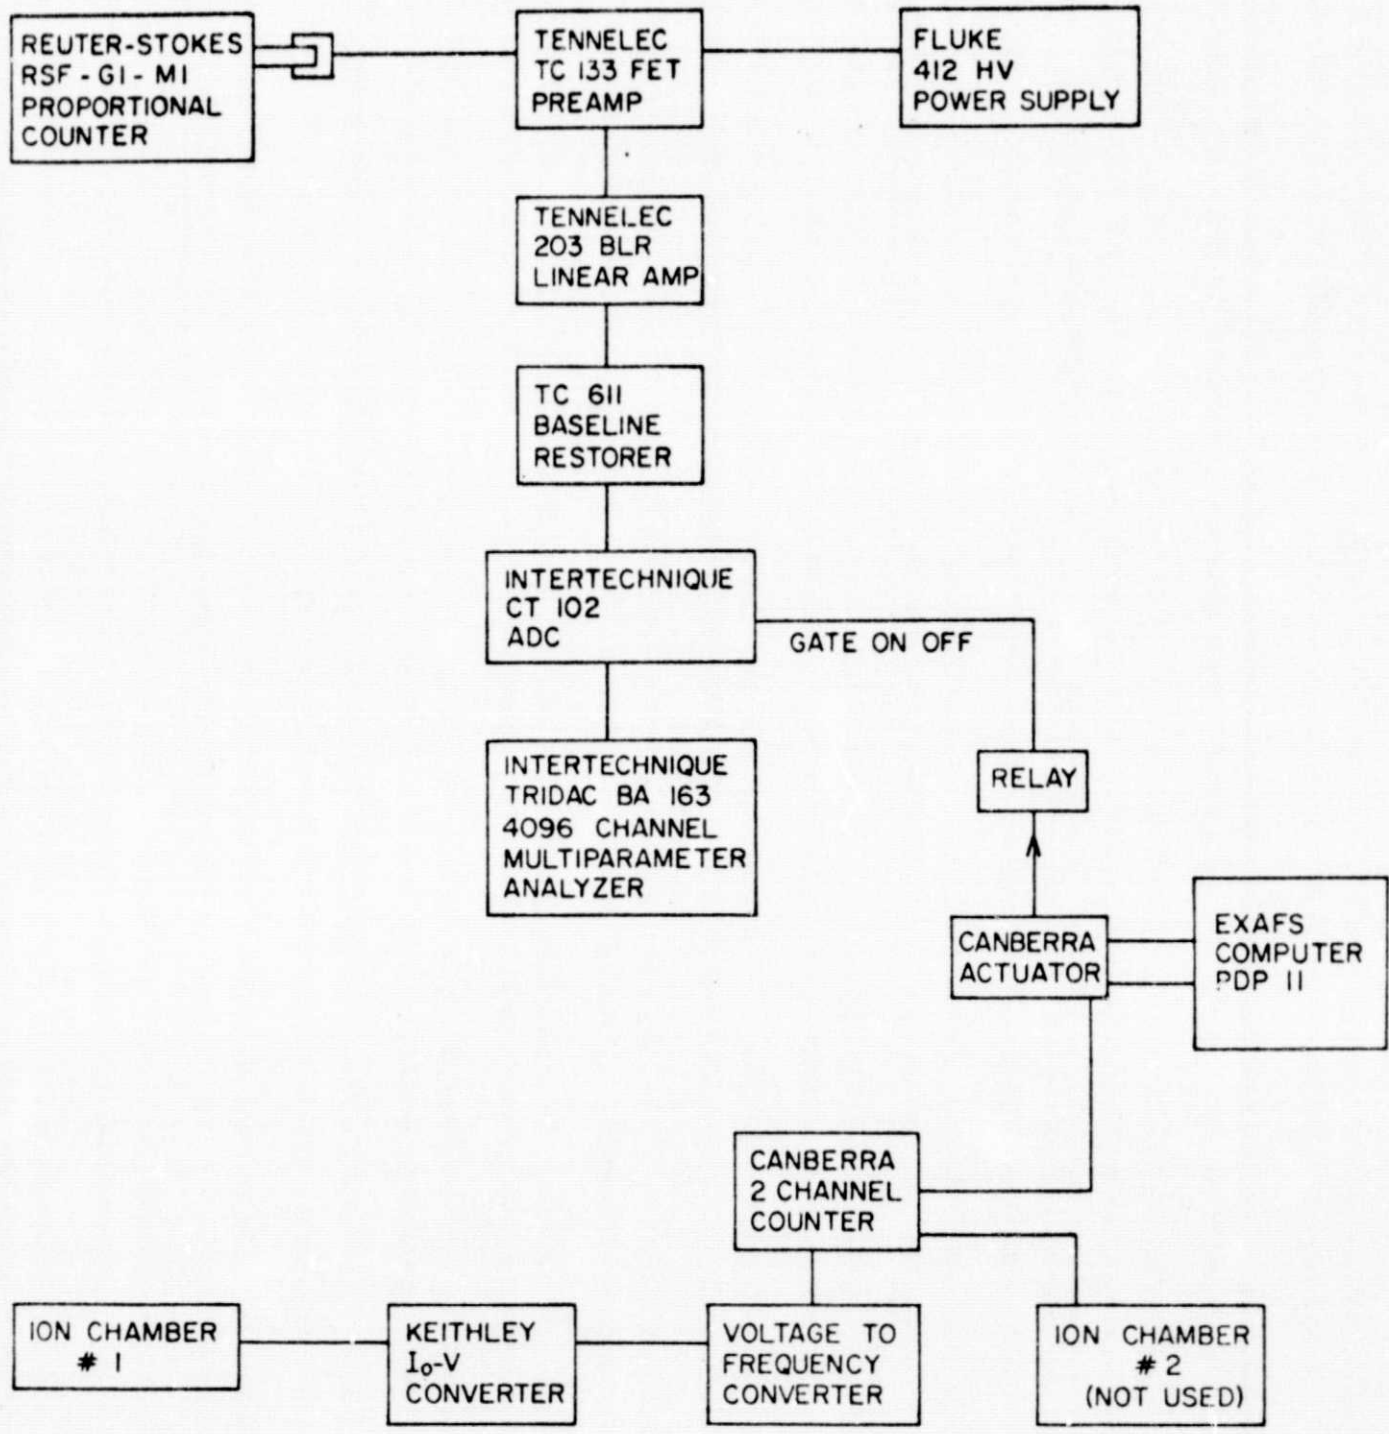 REUTER-STOKES
RSF-G1-M1
PROPORTIONAL
COUNTER
TENNELEC
TC 133 FET
PREAMP
FLUKE
412 HV
POWER SUPPLY
TENNELEC
203 BLR
LINEAR AMP
TC 611
BASELINE
RESTORER
INTERTECHNIQUE
CT 102
ADC
GATE ON OFF
INTERTECHNIQUE
TRIDAC BA 163
4096 CHANNEL
MULTIPARAMETER
ANALYZER
RELAY
CANBERRA
ACTUATOR
EXAFS
COMPUTER
PDP 11
CANBERRA
2 CHANNEL
COUNTER
ION CHAMBER
# 1
KEITHLEY
I₀-V
CONVERTER
VOLTAGE TO
FREQUENCY
CONVERTER
ION CHAMBER
# 2
(NOT USED)